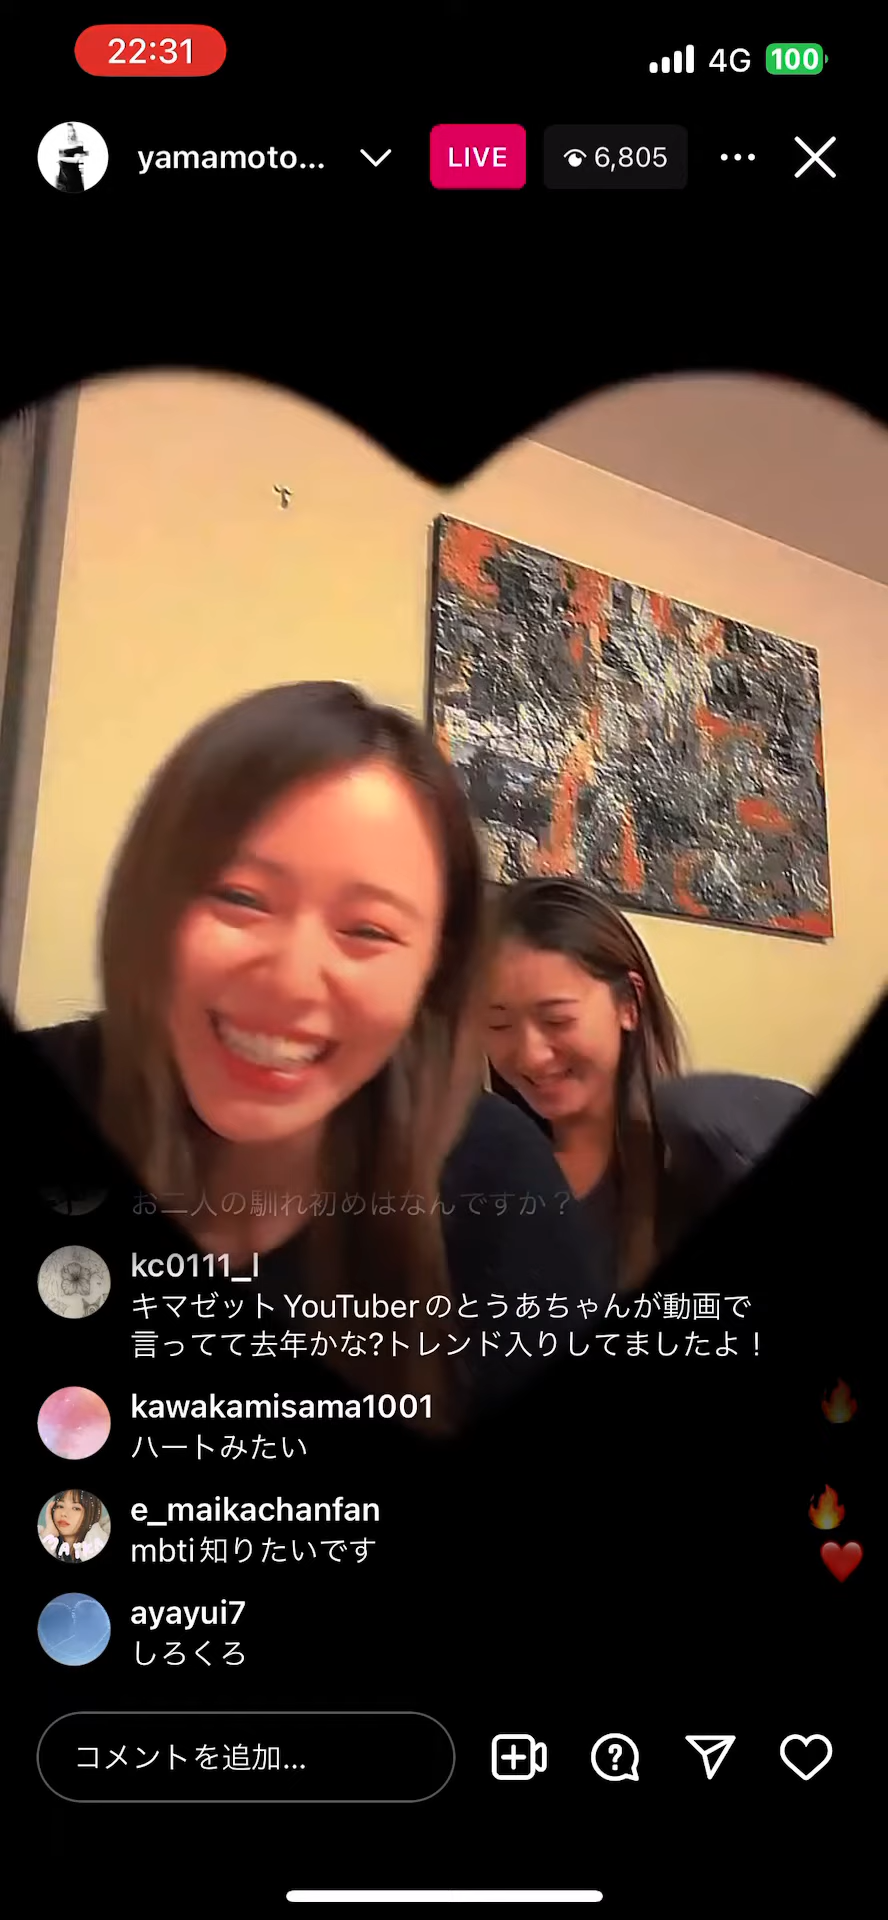 22:31
4G
100
yamamoto...
LIVE
6,805
お二人の馴れ初めはなんですか？
kc0111_l
キマゼット YouTuberのとうあちゃんが動画で
言ってて去年かな?トレンド入りしてましたよ！
kawakamisama1001
ハートみたい
e_maikachanfan
mbti知りたいです
ayayui7
しろくろ
コメントを追加...